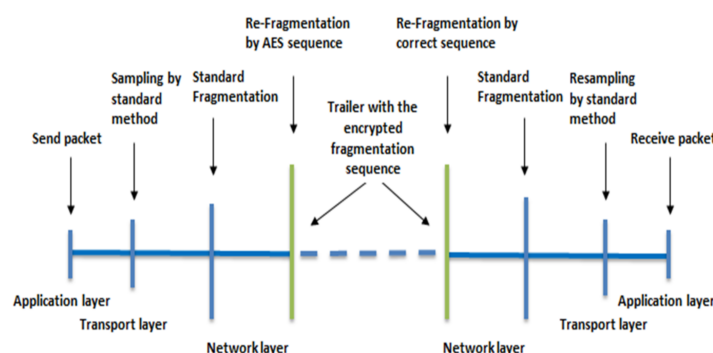 Re-Fragmentation
by AES sequence
Re-Fragmentation by
correct sequence
Sampling by
standard
method
Standard
Fragmentation
Trailer with the
encrypted
fragmentation
sequence
Standard
Fragmentation
Resampling
by standard
method
Send packet
Receive packet
Application layer
Transport layer
Network layer
Network layer
Transport layer
Application layer